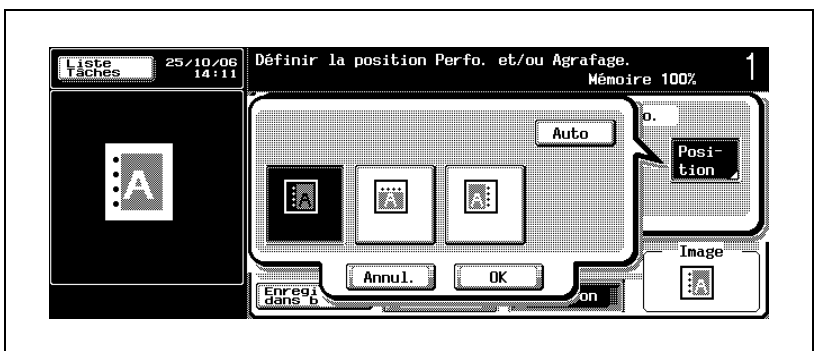 Liste
Tâches
25/10/06
14:11
Définir la position Perfo. et/ou Agrafage.
Mémoire 100%
1
o.
Auto
Posi-
tion
A
A
A
A
Annul.
OK
Image
A
Enregi
dans b
on